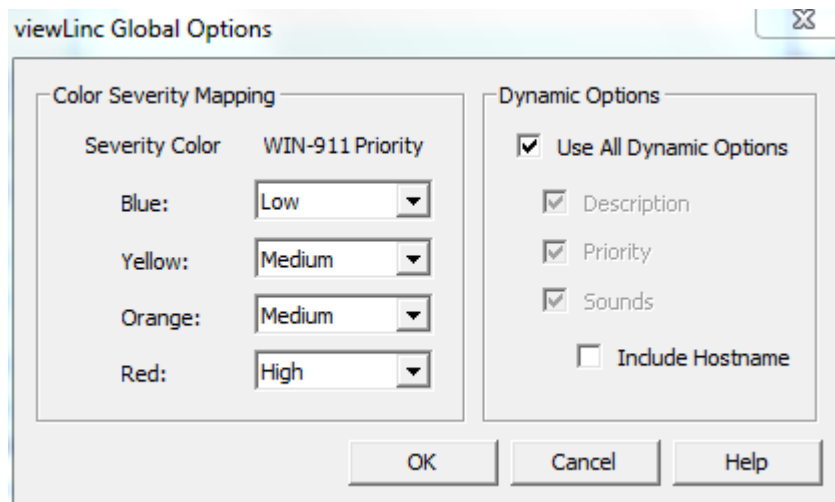 viewLinc Global Options
Color Severity Mapping
Severity Color WIN-911 Priority
Blue: Low
Yellow: Medium
Orange: Medium
Red: High
Dynamic Options
Use All Dynamic Options
Description
Priority
Sounds
Include Hostname
OK Cancel Help